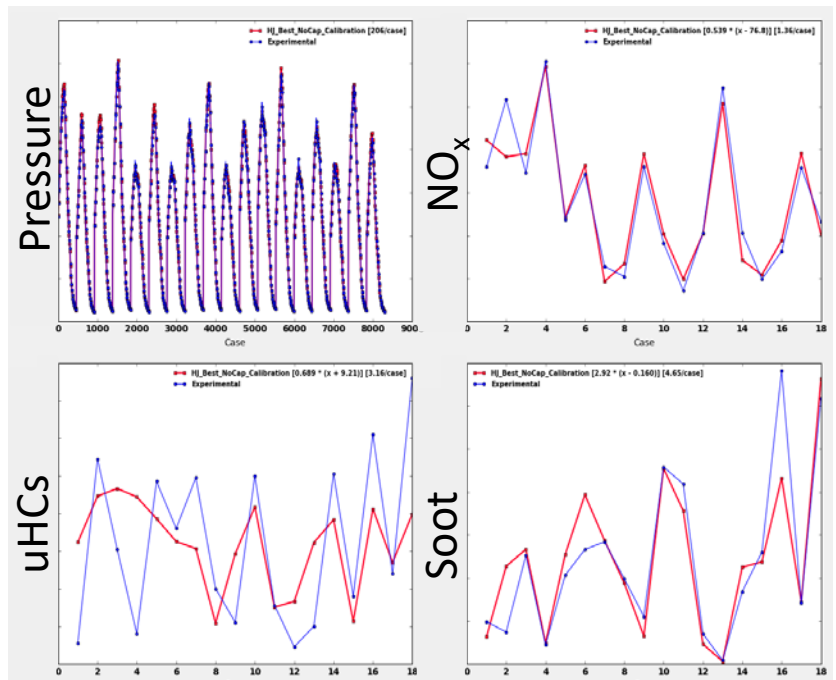 Pressure
HJ_Best_NoCap_Calibration [206/case]
Experimental
0 1000 2000 3000 4000 5000 6000 7000 8000 900
Case
NOx
HJ_Best_NoCap_Calibration [0.539 * (x - 76.8)] [1.36/case]
Experimental
0 2 4 6 8 10 12 14 16 18
Case
uHCs
HJ_Best_NoCap_Calibration [0.689 * (x + 9.21)] [3.16/case]
Experimental
0 2 4 6 8 10 12 14 16 18
Soot
HJ_Best_NoCap_Calibration [2.92 * (x - 0.160)] [4.65/case]
Experimental
0 2 4 6 8 10 12 14 16 18